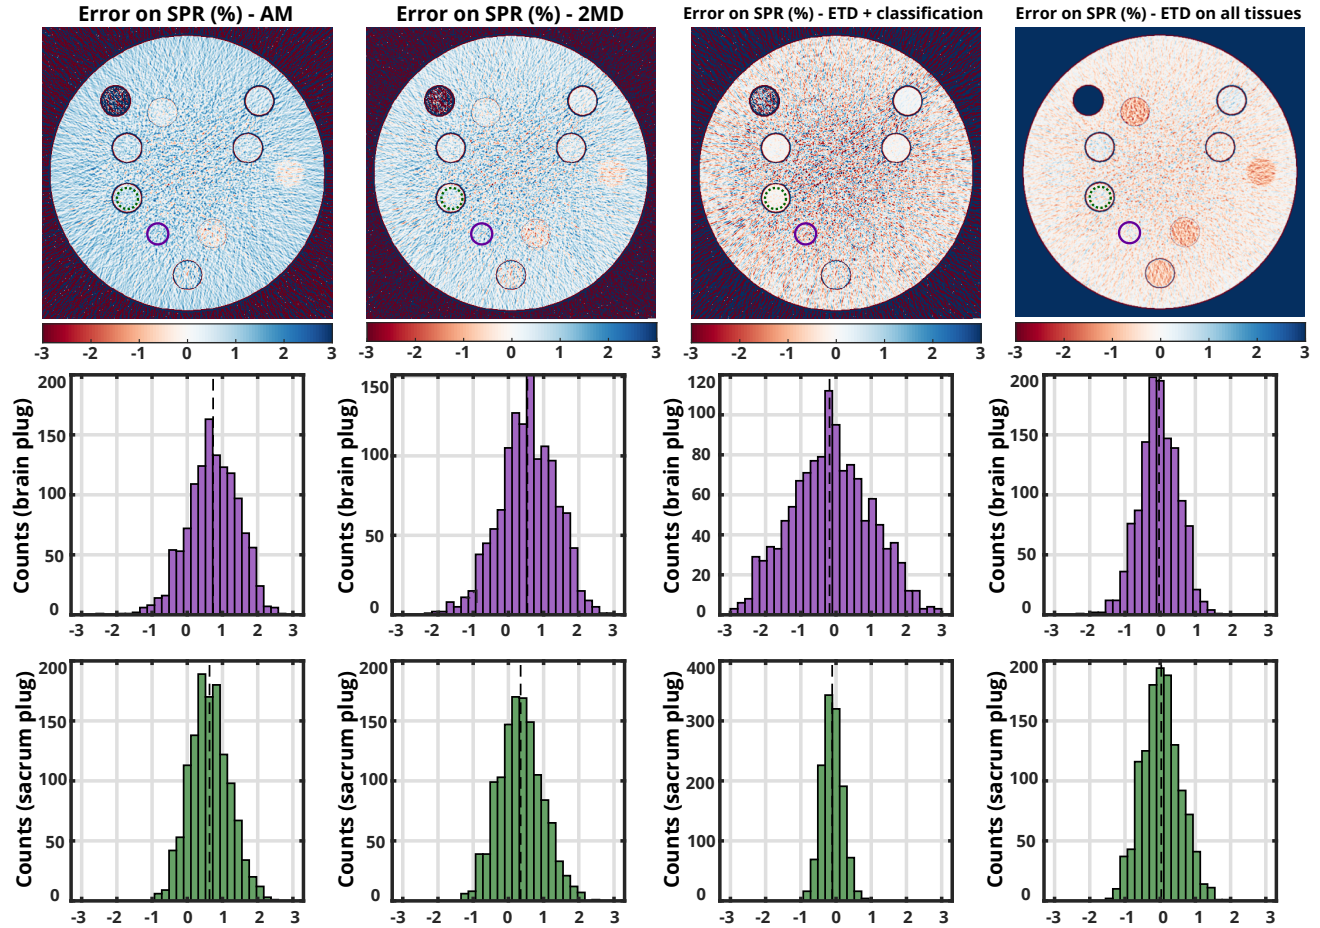 Error on SPR (%) - AM
Error on SPR (%) - 2MD
Error on SPR (%) - ETD + classification
Error on SPR (%) - ETD on all tissues
-3 -2 -1 0 1 2 3
-3 -2 -1 0 1 2 3
-3 -2 -1 0 1 2 3
-3 -2 -1 0 1 2 3
Counts (brain plug)
200
150
100
50
0
-3 -2 -1 0 1 2 3
Counts (brain plug)
150
100
50
0
-3 -2 -1 0 1 2 3
Counts (brain plug)
120
100
80
60
40
20
0
-3 -2 -1 0 1 2 3
Counts (brain plug)
200
150
100
50
0
-3 -2 -1 0 1 2 3
Counts (sacrum plug)
200
150
100
50
0
-3 -2 -1 0 1 2 3
Counts (sacrum plug)
200
150
100
50
0
-3 -2 -1 0 1 2 3
Counts (sacrum plug)
400
300
200
100
0
-3 -2 -1 0 1 2 3
Counts (sacrum plug)
200
150
100
50
0
-3 -2 -1 0 1 2 3